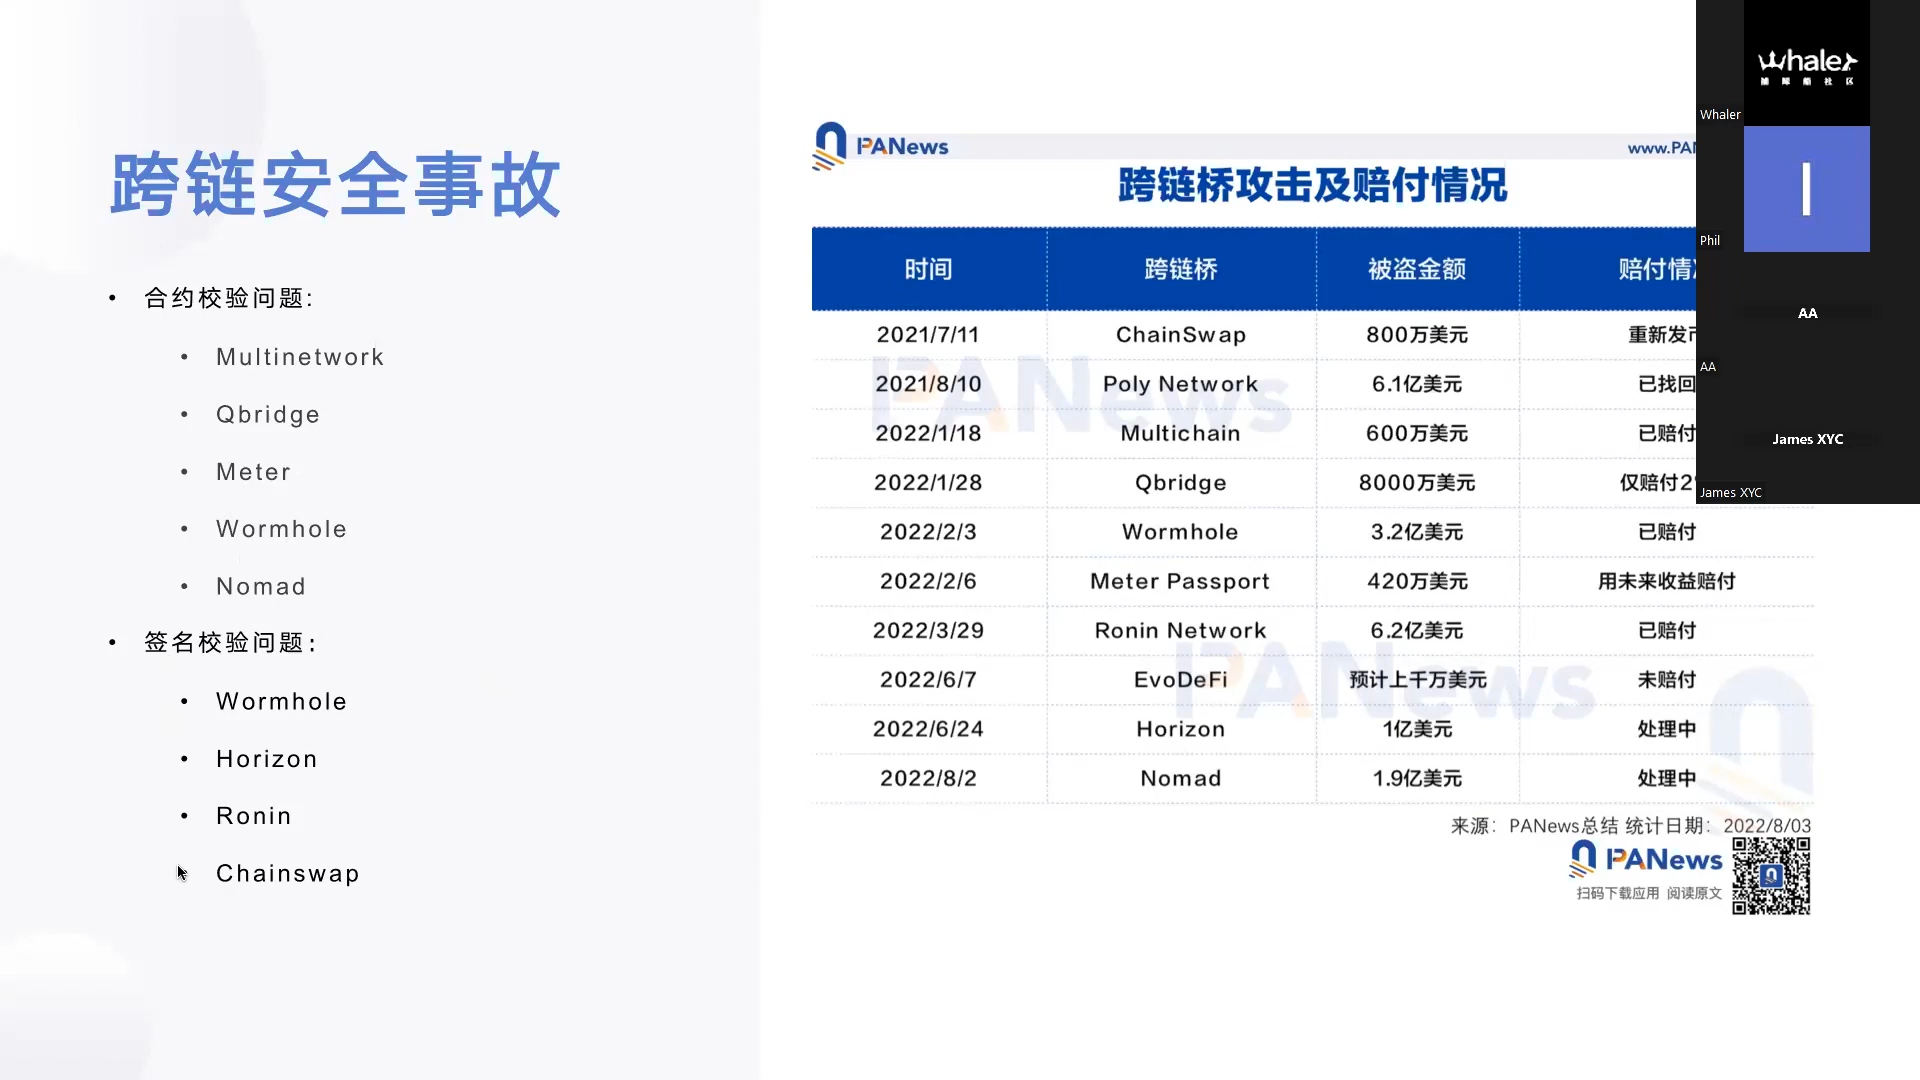 跨链安全事故
• 合约校验问题:
• Multinetwork
• Qbridge
• Meter
• Wormhole
• Nomad
• 签名校验问题:
• Wormhole
• Horizon
• Ronin
• Chainswap
PANews
www.PAN
跨链桥攻击及赔付情况
时间 跨链桥 被盗金额 赔付情
2021/7/11 ChainSwap 800万美元 重新发
2021/8/10 Poly Network 6.1亿美元 已找回
2022/1/18 Multichain 600万美元 已赔付
2022/1/28 Qbridge 8000万美元 仅赔付2
2022/2/3 Wormhole 3.2亿美元 已赔付
2022/2/6 Meter Passport 420万美元 用未来收益赔付
2022/3/29 Ronin Network 6.2亿美元 已赔付
2022/6/7 EvoDeFi 预计上千万美元 未赔付
2022/6/24 Horizon 1亿美元 处理中
2022/8/2 Nomad 1.9亿美元 处理中
PANews
PANews
来源: PANews总结 统计日期: 2022/8/03
PANews
扫码下载应用 阅读原文
Whaler
捕鲸船社区
Whaler
I
Phil
AA
AA
James XYC
James XYC